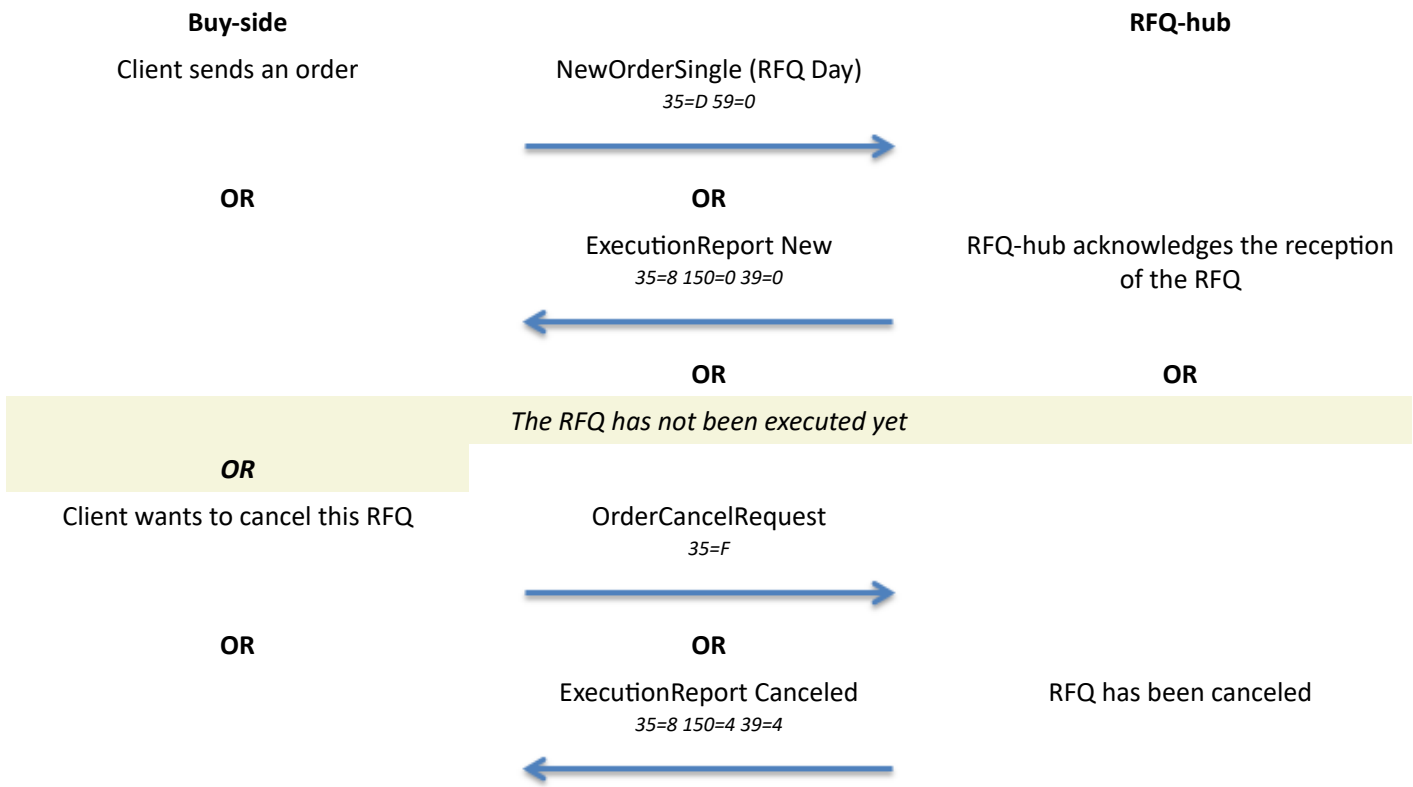 Buy-side RFQ-hub
Client sends an order NewOrderSingle (RFQ Day)
35=D 59=0
OR OR
ExecutionReport New RFQ-hub acknowledges the reception
35=8 150=0 39=0 of the RFQ
OR OR
The RFQ has not been executed yet
OR
Client wants to cancel this RFQ OrderCancelRequest
35=F
OR OR
ExecutionReport Canceled RFQ has been canceled
35=8 150=4 39=4